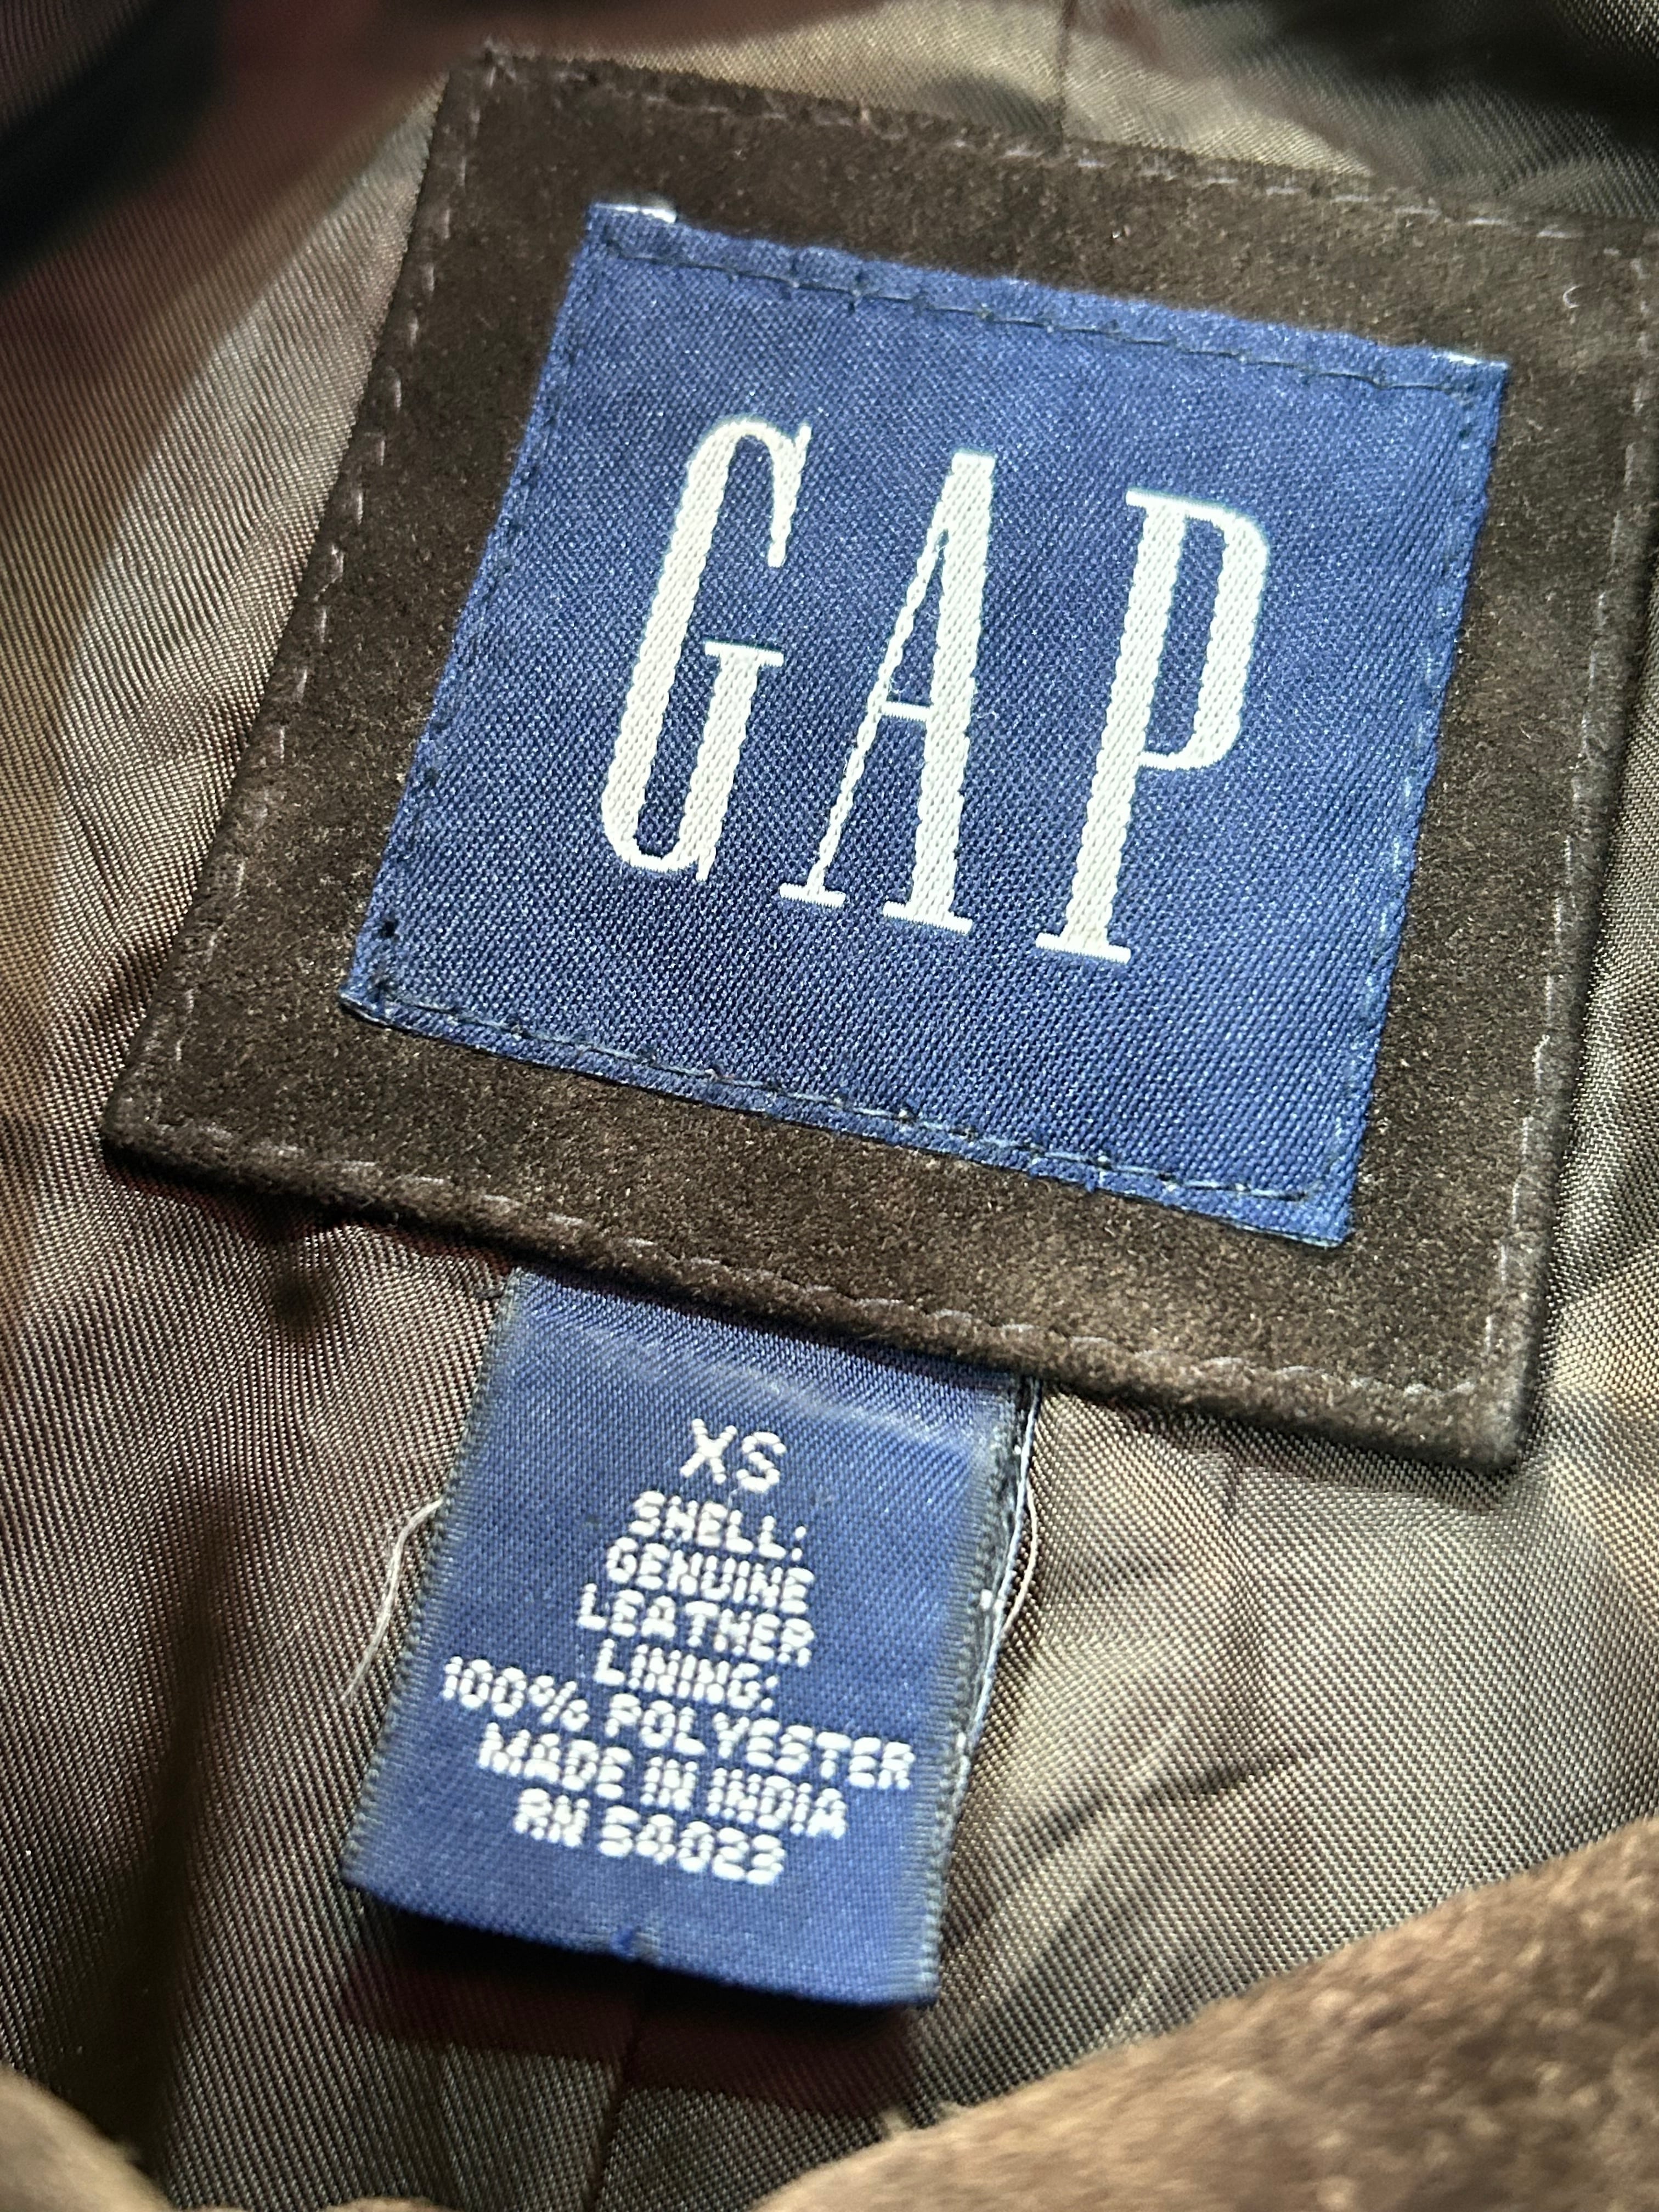 GAP
XS
SHELL:
GENUINE
LEATHER
LINING:
100% POLYESTER
MADE IN INDIA
RN 54023